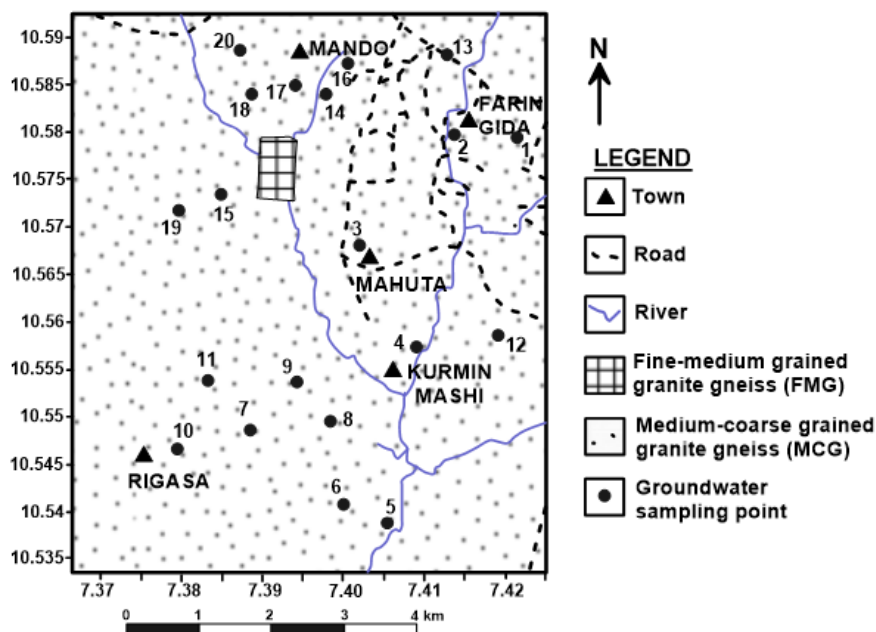 10.59
10.585
10.58
10.575
10.57
10.565
10.56
10.555
10.55
10.545
10.54
10.535
7.37 7.38 7.39 7.40 7.41 7.42
0 1 2 3 4 km
20
MANDO
13
16
17
18
14
FARIN
GIDA
2
1
15
19
3
MAHUTA
4
12
KURMIN
MASHI
11
9
7
8
10
RIGASA
6
5
N
LEGEND
Town
Road
River
Fine-medium grained
granite gneiss (FMG)
Medium-coarse grained
granite gneiss (MCG)
Groundwater
sampling point